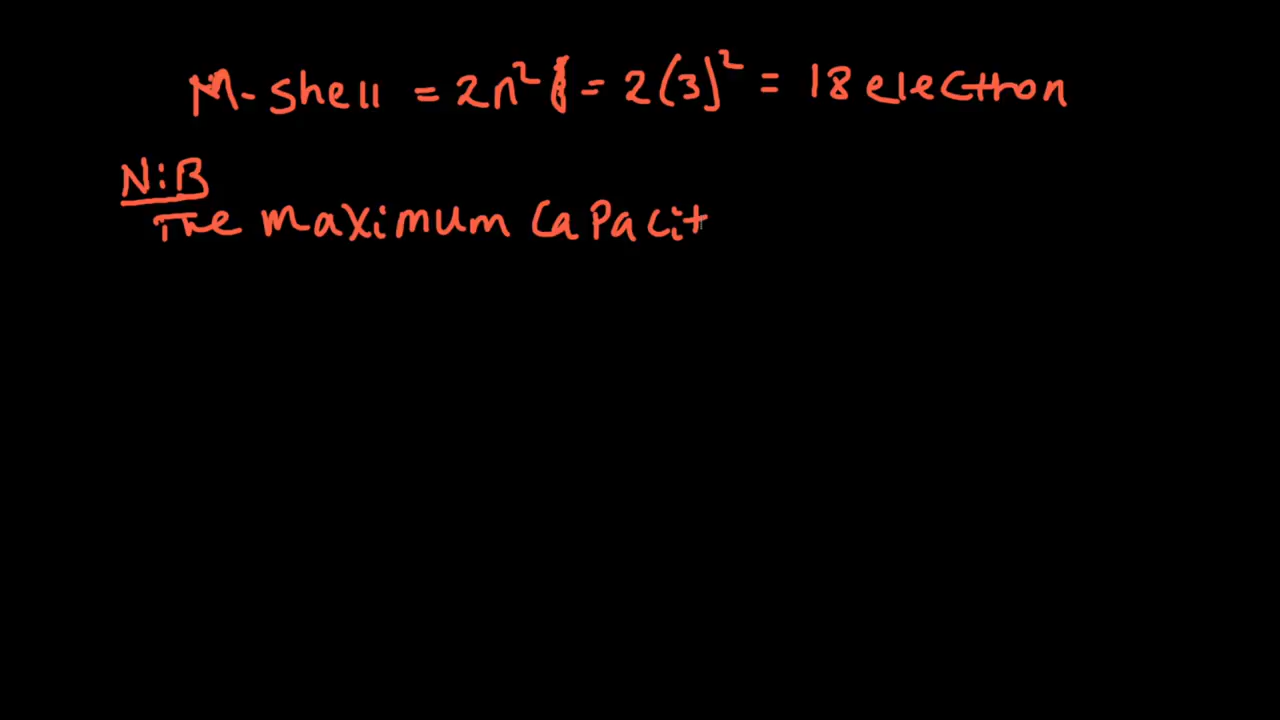 M-shell = 2n² = 2(3)² = 18 electron
N:B
The maximum capacit